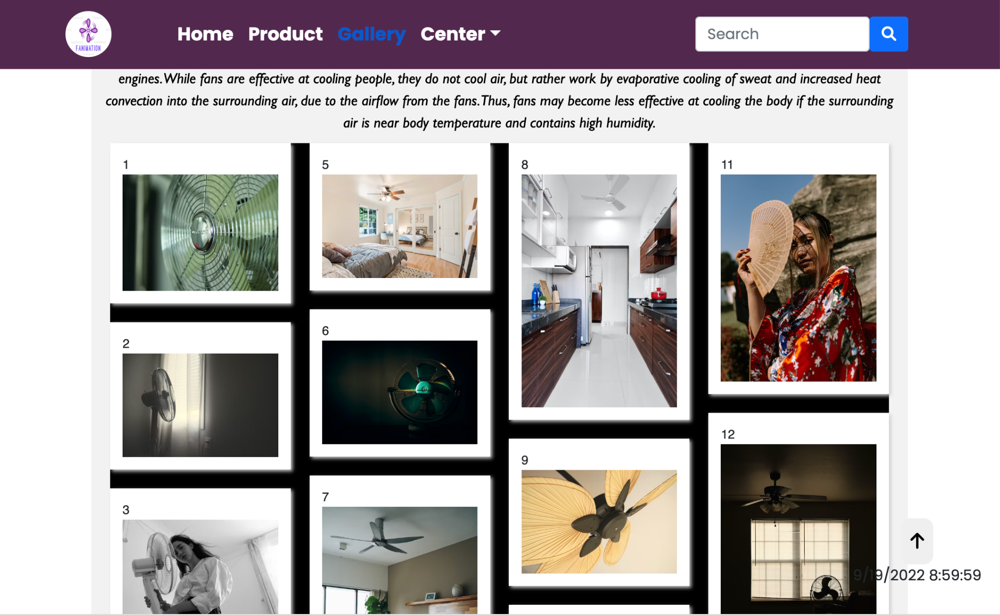 FANIMATION
Home Product Gallery Center
Search
engines. While fans are effective at cooling people, they do not cool air, but rather work by evaporative cooling of sweat and increased heat
convection into the surrounding air, due to the airflow from the fans. Thus, fans may become less effective at cooling the body if the surrounding
air is near body temperature and contains high humidity.
1
5
8
11
2
6
9
12
3
7
9/19/2022 8:59:59